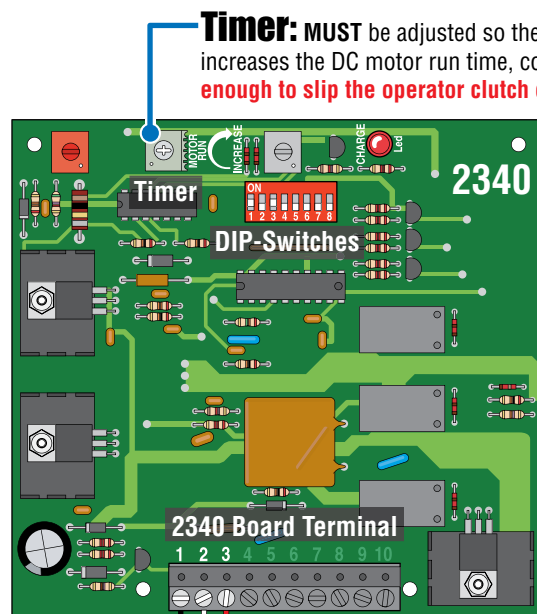 Timer: MUST be adjusted so the
increases the DC motor run time, co
enough to slip the operator clutch
MOTOR
RUN
INCREASE
CHARGE
Led
2340
Timer
ON
1 2 3 4 5 6 7 8
DIP-Switches
2340 Board Terminal
1 2 3 4 5 6 7 8 9 10